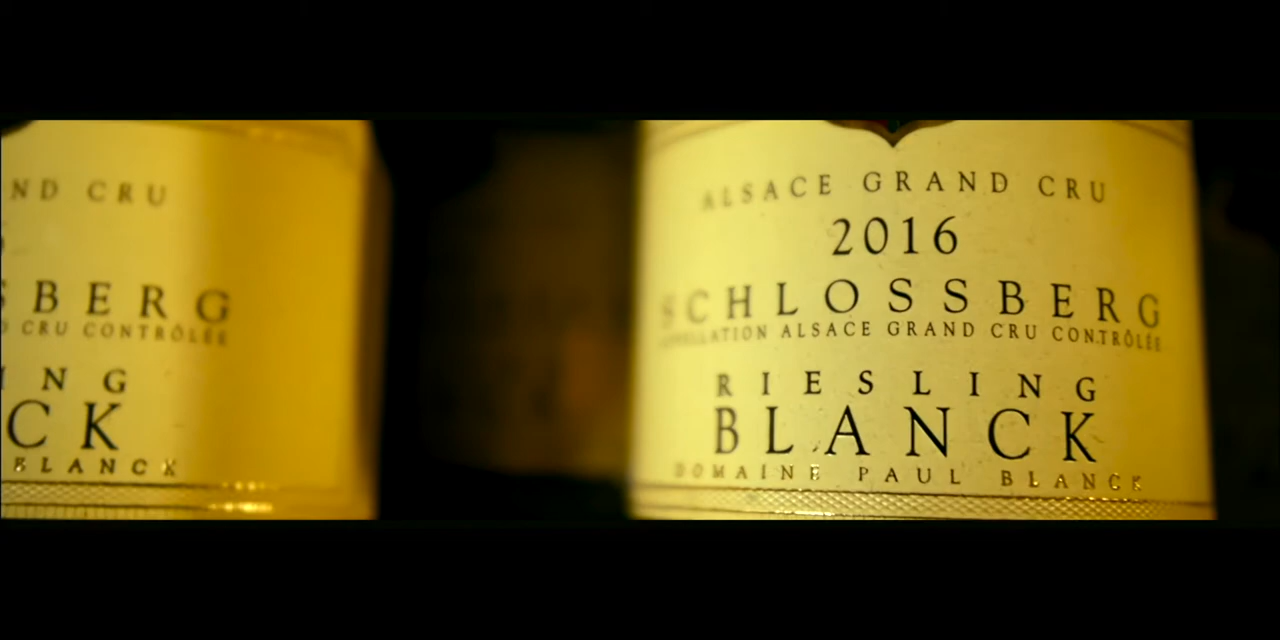 ND CRU
SBERG
D CRU CONTRÔLÉE
ING
CK
BLANCK
ALSACE GRAND CRU
2016
SCHLOSSBERG
APPELLATION ALSACE GRAND CRU CONTRÔLÉE
RIESLING
BLANCK
DOMAINE PAUL BLANCK